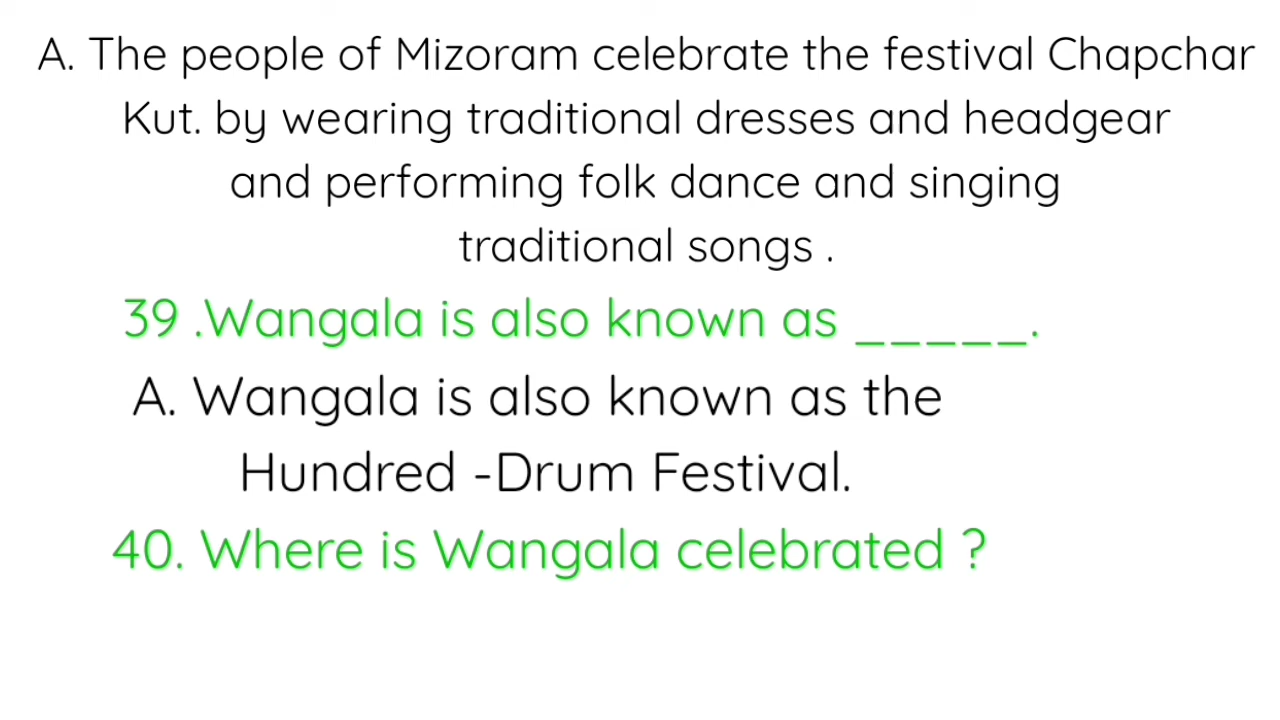 A. The people of Mizoram celebrate the festival Chapchar
Kut. by wearing traditional dresses and headgear
and performing folk dance and singing
traditional songs .
39 .Wangala is also known as _____.
A. Wangala is also known as the
Hundred -Drum Festival.
40. Where is Wangala celebrated ?